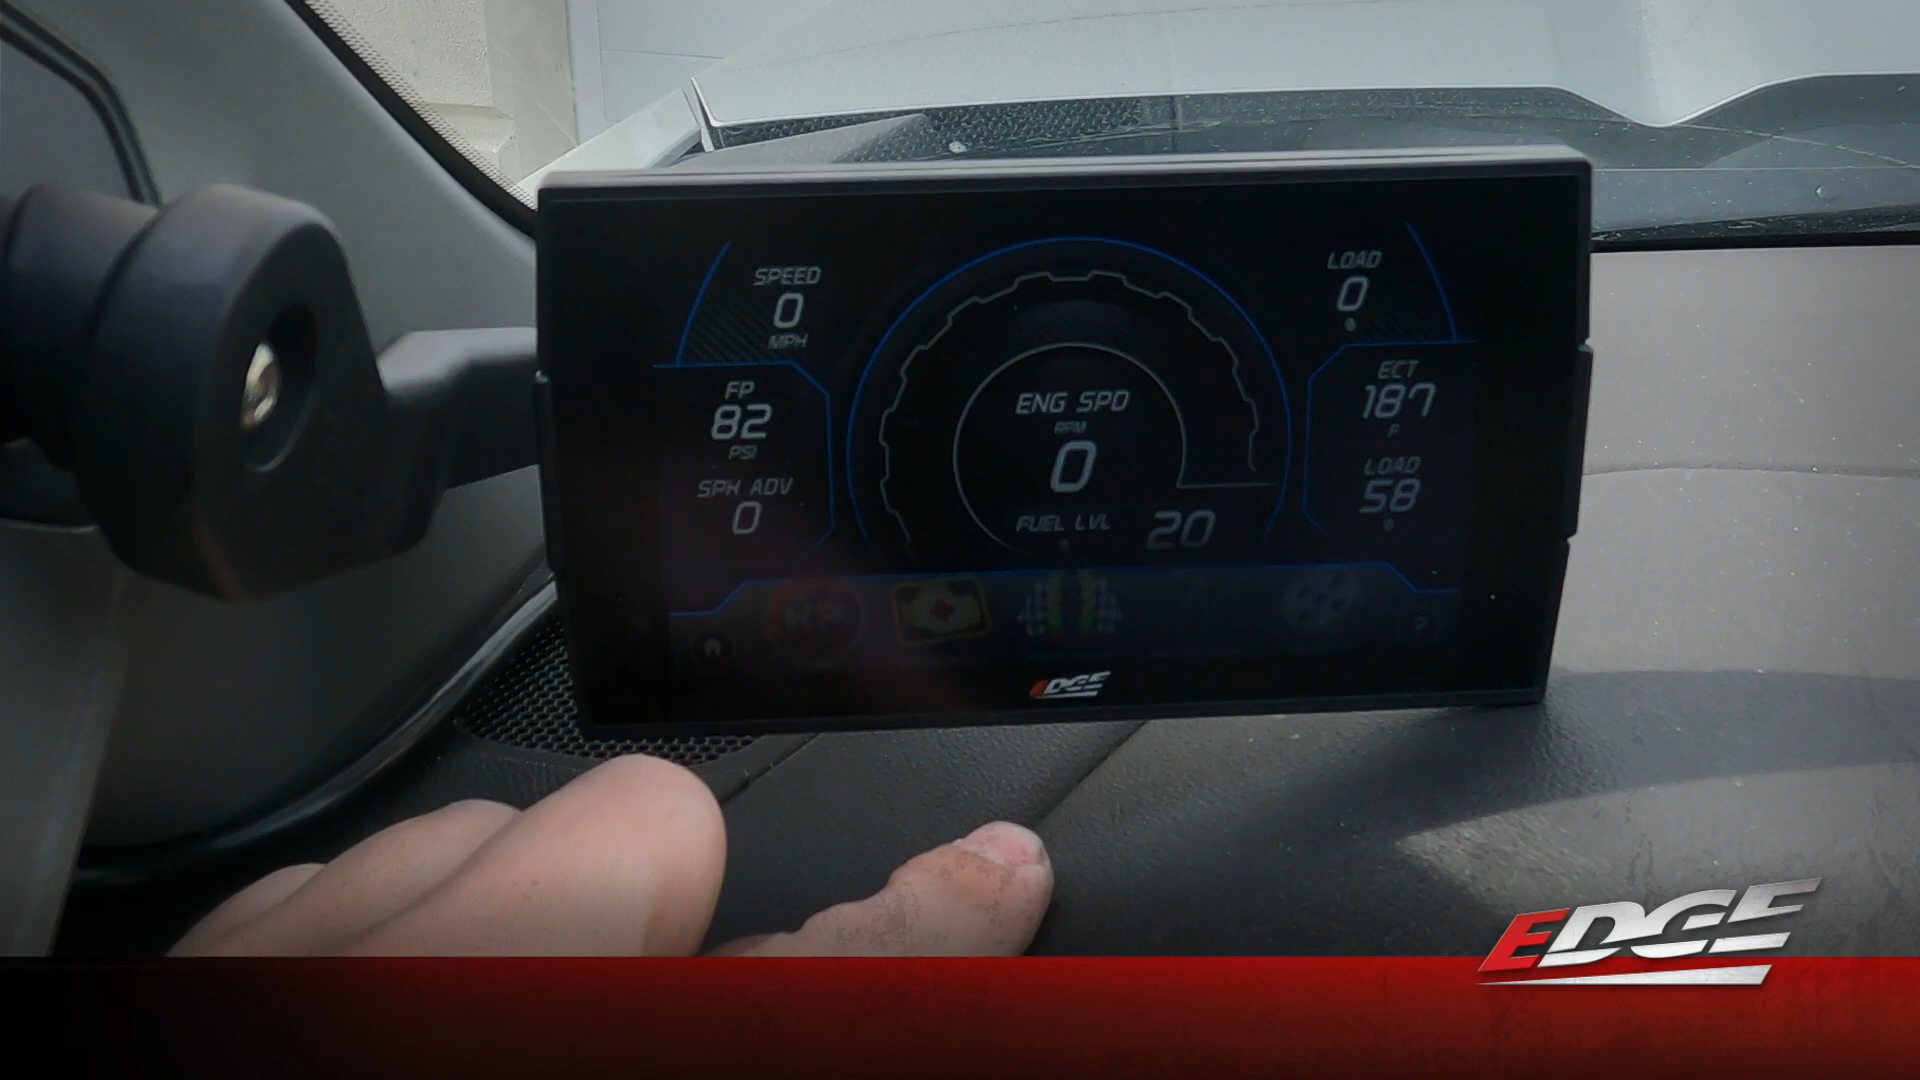 SPEED
0
MPH
FP
82
PSI
SPK ADV
0
ENG SPD
RPM
0
FUEL LVL
20
LOAD
0
ECT
187
F
LOAD
58
HP
?
EDGE
EDGE